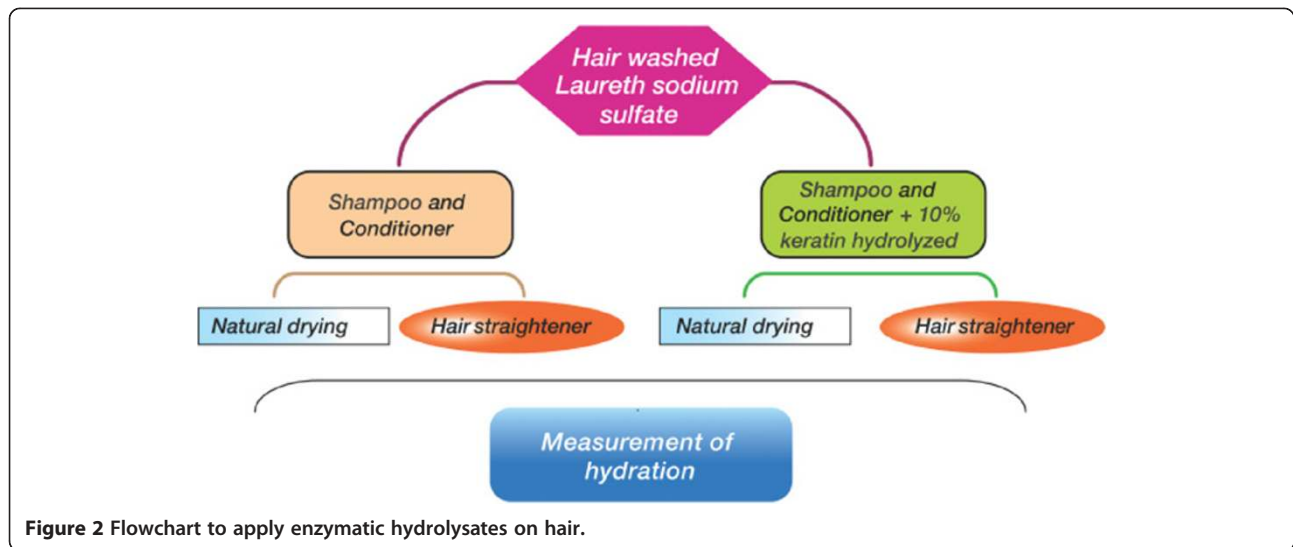 Hair washed
Laureth sodium
sulfate
Shampoo and
Conditioner
Shampoo and
Conditioner + 10%
keratin hydrolyzed
Natural drying
Hair straightener
Natural drying
Hair straightener
Measurement of
hydration
Figure 2 Flowchart to apply enzymatic hydrolysates on hair.